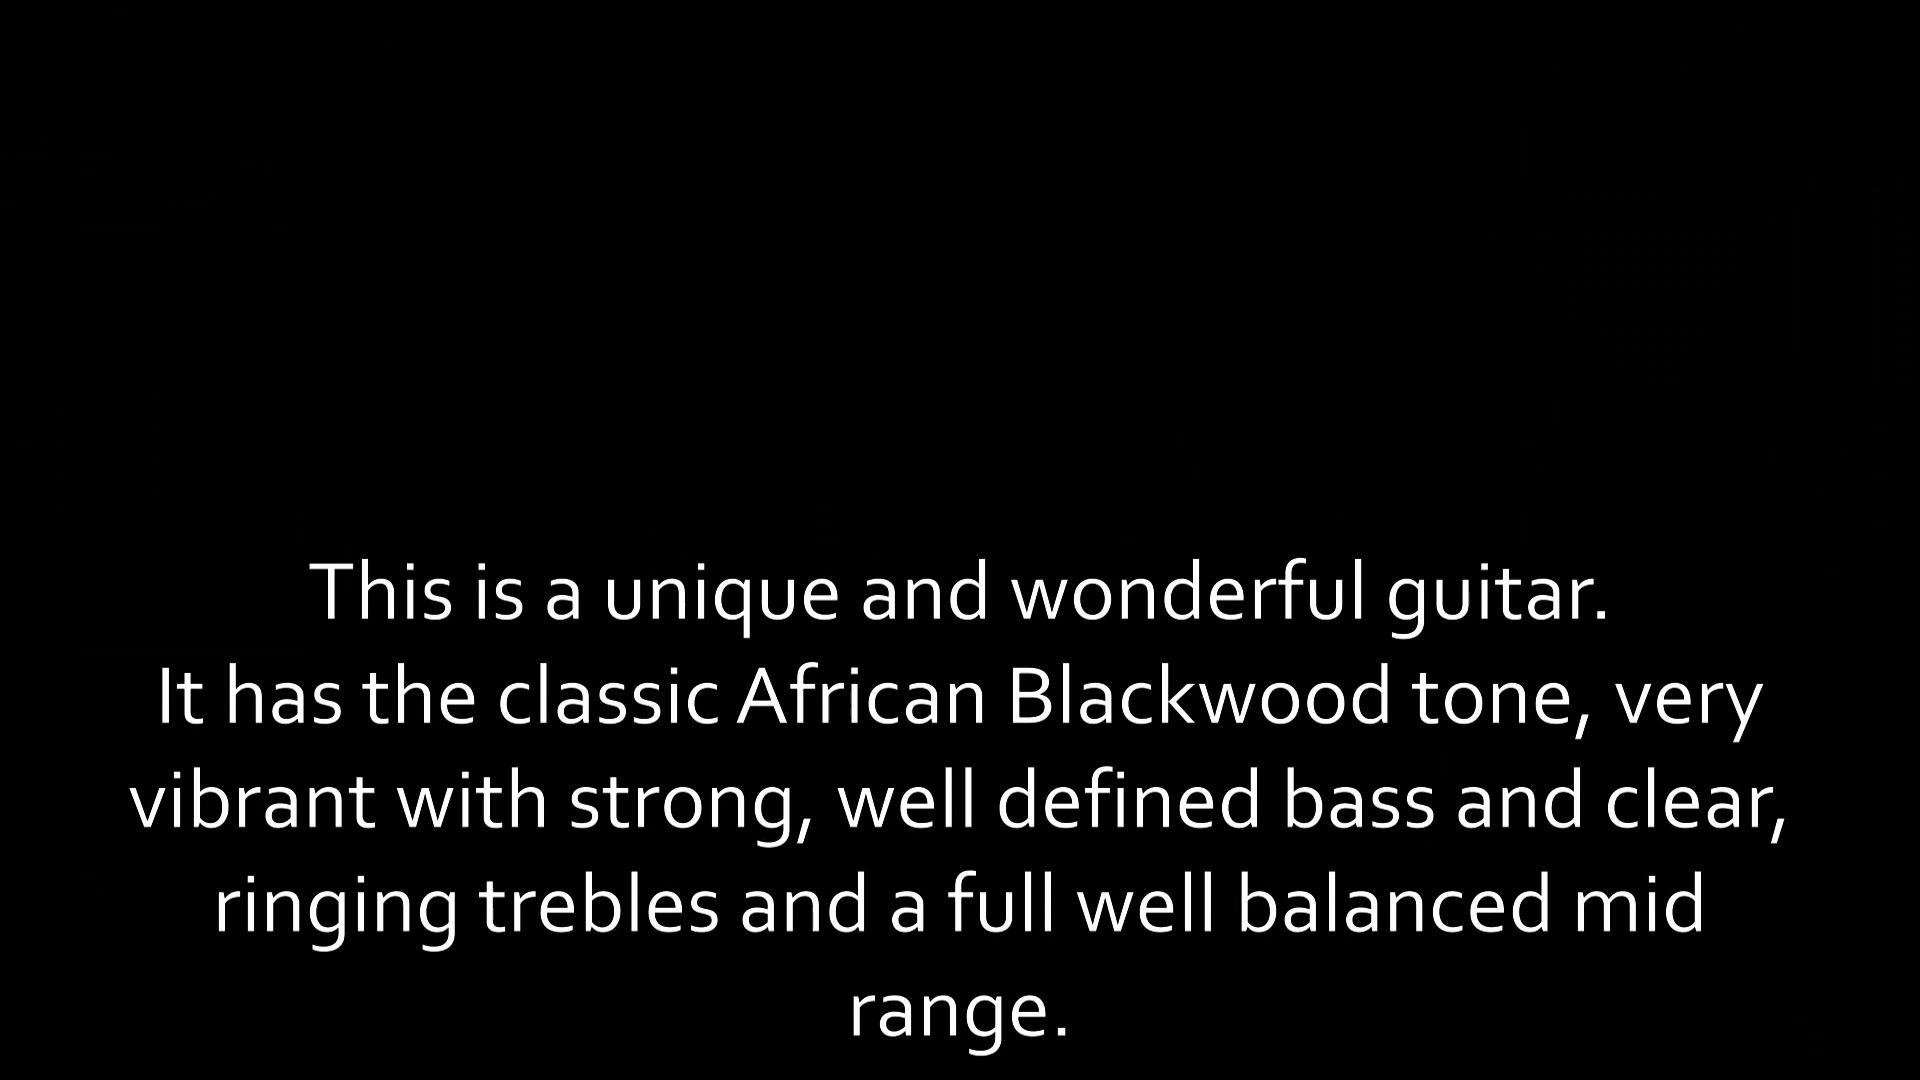 This is a unique and wonderful guitar.
It has the classic African Blackwood tone, very
vibrant with strong, well defined bass and clear,
ringing trebles and a full well balanced mid
range.